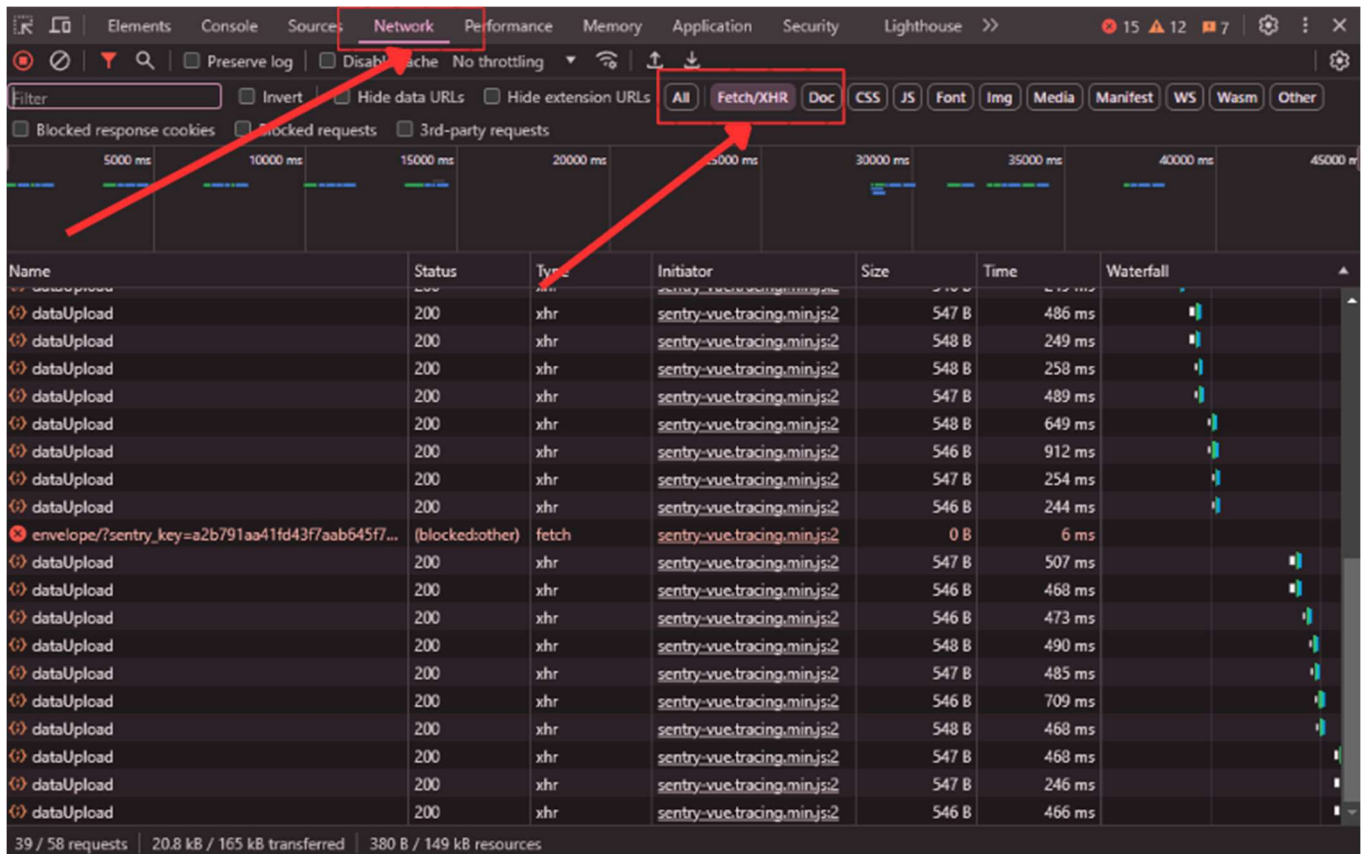 Elements Console Sources Network Performance Memory Application Security Lighthouse 15 12 7
Preserve log Disable cache No throttling
Filter Invert Hide data URLs Hide extension URLs All Fetch/XHR Doc CSS JS Font Img Media Manifest WS Wasm Other
Blocked response cookies Blocked requests 3rd-party requests
5000 ms 10000 ms 15000 ms 20000 ms 30000 ms 35000 ms 40000 ms 45000 m
Name Status Type Initiator Size Time Waterfall
dataUpload 200 xhr sentry-vue.tracing.min.js:2
dataUpload 200 xhr sentry-vue.tracing.min.js:2 547 B 486 ms
dataUpload 200 xhr sentry-vue.tracing.min.js:2 548 B 249 ms
dataUpload 200 xhr sentry-vue.tracing.min.js:2 548 B 258 ms
dataUpload 200 xhr sentry-vue.tracing.min.js:2 547 B 489 ms
dataUpload 200 xhr sentry-vue.tracing.min.js:2 548 B 649 ms
dataUpload 200 xhr sentry-vue.tracing.min.js:2 546 B 912 ms
dataUpload 200 xhr sentry-vue.tracing.min.js:2 547 B 254 ms
dataUpload 200 xhr sentry-vue.tracing.min.js:2 546 B 244 ms
envelope/?sentry_key=a2b791aa41fd43f7aab645f7... (blocked:other) fetch sentry-vue.tracing.min.js:2 0 B 6 ms
dataUpload 200 xhr sentry-vue.tracing.min.js:2 547 B 507 ms
dataUpload 200 xhr sentry-vue.tracing.min.js:2 546 B 468 ms
dataUpload 200 xhr sentry-vue.tracing.min.js:2 546 B 473 ms
dataUpload 200 xhr sentry-vue.tracing.min.js:2 548 B 490 ms
dataUpload 200 xhr sentry-vue.tracing.min.js:2 547 B 485 ms
dataUpload 200 xhr sentry-vue.tracing.min.js:2 546 B 709 ms
dataUpload 200 xhr sentry-vue.tracing.min.js:2 548 B 468 ms
dataUpload 200 xhr sentry-vue.tracing.min.js:2 547 B 468 ms
dataUpload 200 xhr sentry-vue.tracing.min.js:2 547 B 246 ms
dataUpload 200 xhr sentry-vue.tracing.min.js:2 546 B 466 ms
39 / 58 requests 20.8 kB / 165 kB transferred 380 B / 149 kB resources